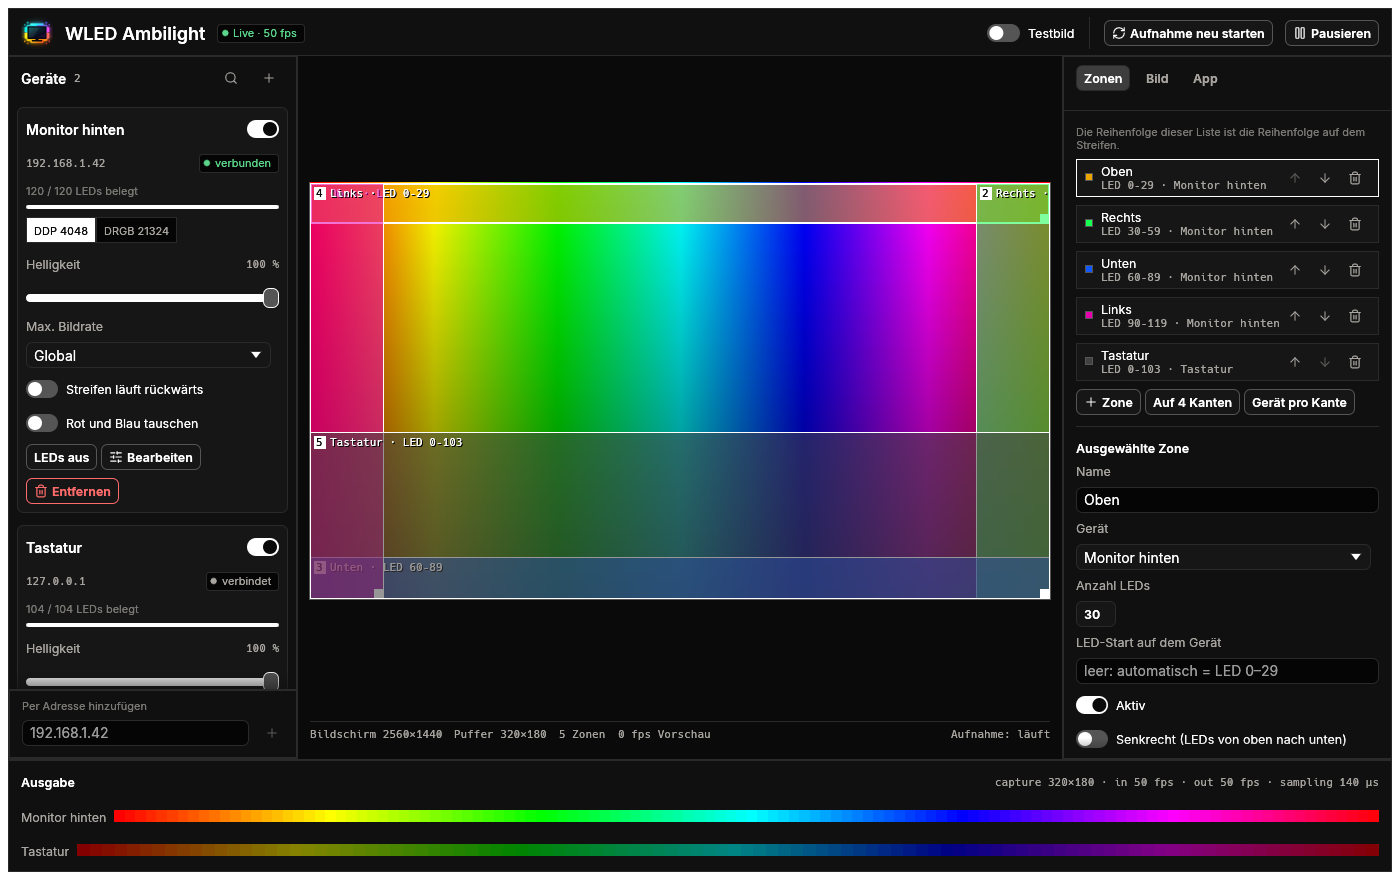 WLED Ambilight
Live · 50 fps
Testbild
Aufnahme neu starten
Pausieren
Geräte 2
Monitor hinten
192.168.1.42
verbunden
120 / 120 LEDs belegt
DDP 4048
DRGB 21324
Helligkeit
100 %
Max. Bildrate
Global
Streifen läuft rückwärts
Rot und Blau tauschen
LEDs aus
Bearbeiten
Entfernen
Tastatur
127.0.0.1
verbindet
104 / 104 LEDs belegt
Helligkeit
100 %
Per Adresse hinzufügen
192.168.1.42
4 Links · LED 0-29
2 Rechts ·
5 Tastatur · LED 0-103
3 Unten · LED 60-89
Bildschirm 2560×1440 Puffer 320×180 5 Zonen 0 fps Vorschau
Aufnahme: läuft
Zonen
Bild
App
Die Reihenfolge dieser Liste ist die Reihenfolge auf dem
Streifen.
Oben
LED 0-29 · Monitor hinten
Rechts
LED 30-59 · Monitor hinten
Unten
LED 60-89 · Monitor hinten
Links
LED 90-119 · Monitor hinten
Tastatur
LED 0-103 · Tastatur
Zone
Auf 4 Kanten
Gerät pro Kante
Ausgewählte Zone
Name
Oben
Gerät
Monitor hinten
Anzahl LEDs
30
LED-Start auf dem Gerät
leer: automatisch = LED 0–29
Aktiv
Senkrecht (LEDs von oben nach unten)
Ausgabe
capture 320×180 · in 50 fps · out 50 fps · sampling 140 µs
Monitor hinten
Tastatur